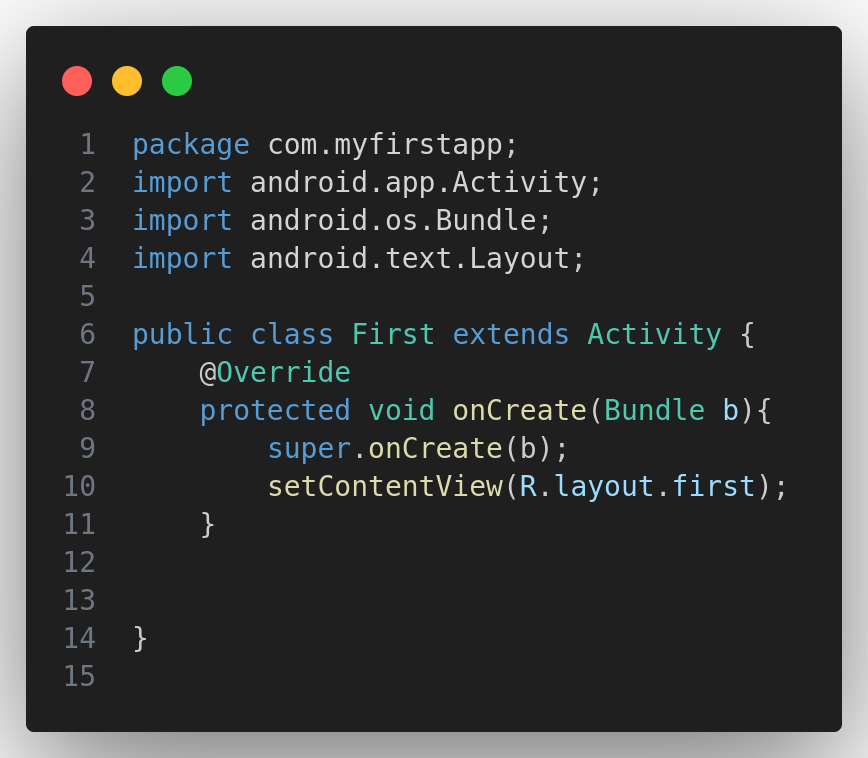 1 package com.myfirstapp;
2 import android.app.Activity;
3 import android.os.Bundle;
4 import android.text.Layout;
5
6 public class First extends Activity {
7     @Override
8     protected void onCreate(Bundle b){
9         super.onCreate(b);
10         setContentView(R.layout.first);
11     }
12
13
14 }
15